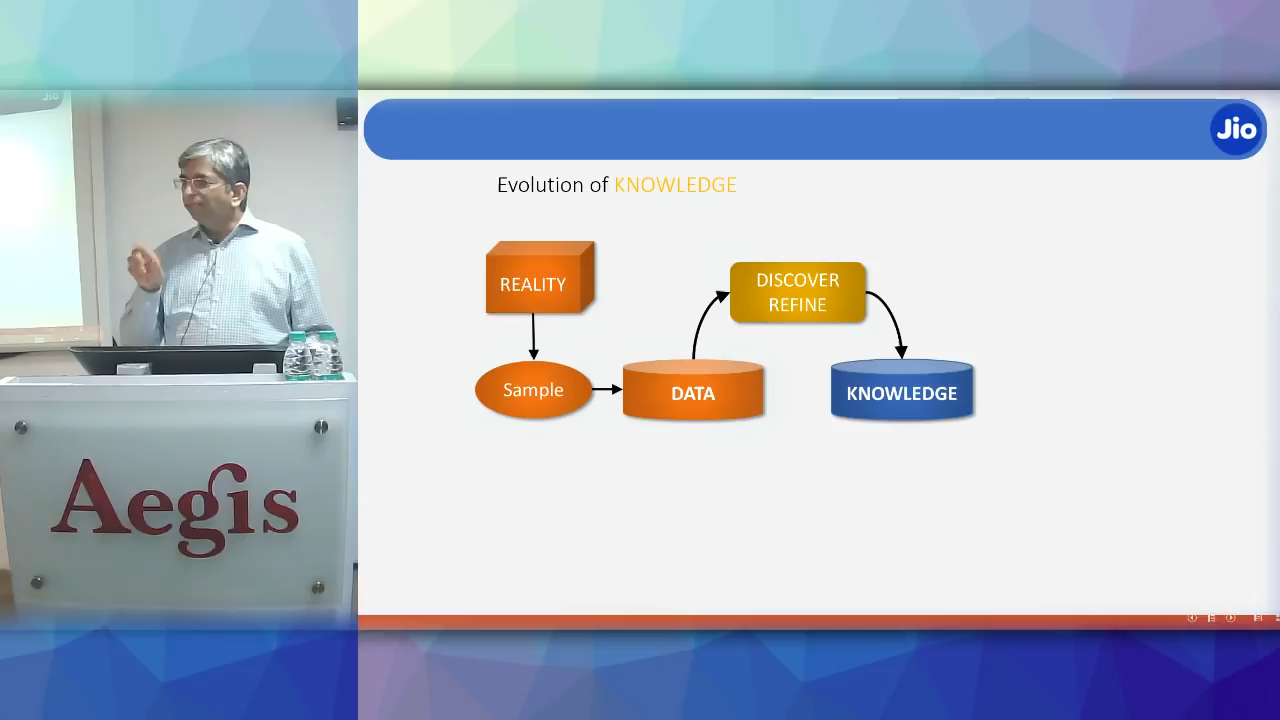 Jio
Evolution of KNOWLEDGE
REALITY
DISCOVER
REFINE
Sample
DATA
KNOWLEDGE
Aegis